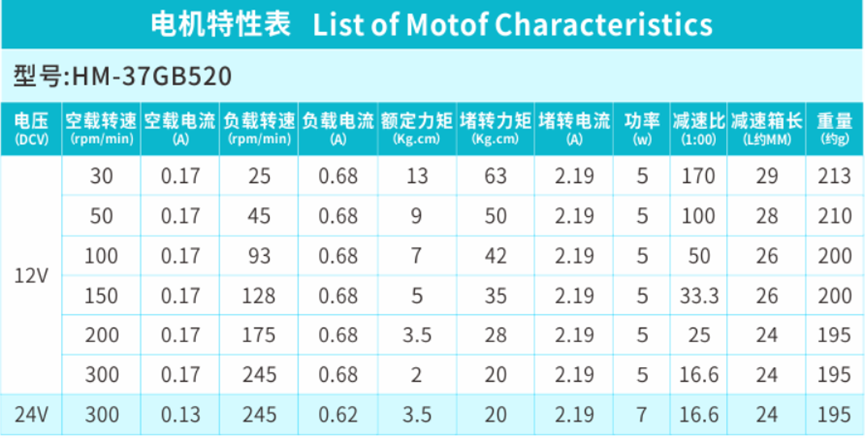 电机特性表 List of Motof Characteristics
型号:HM-37GB520
电压 空载转速 空载电流 负载转速 负载电流 额定力矩 堵转力矩 堵转电流 功率 减速比 减速箱长 重量
(DCV) (rpm/min) (A) (rpm/min) (A) (Kg.cm) (Kg.cm) (A) (w) (1:00) (L约MM) (约g)
30 0.17 25 0.68 13 63 2.19 5 170 29 213
50 0.17 45 0.68 9 50 2.19 5 100 28 210
100 0.17 93 0.68 7 42 2.19 5 50 26 200
12V
150 0.17 128 0.68 5 35 2.19 5 33.3 26 200
200 0.17 175 0.68 3.5 28 2.19 5 25 24 195
300 0.17 245 0.68 2 20 2.19 5 16.6 24 195
24V 300 0.13 245 0.62 3.5 20 2.19 7 16.6 24 195